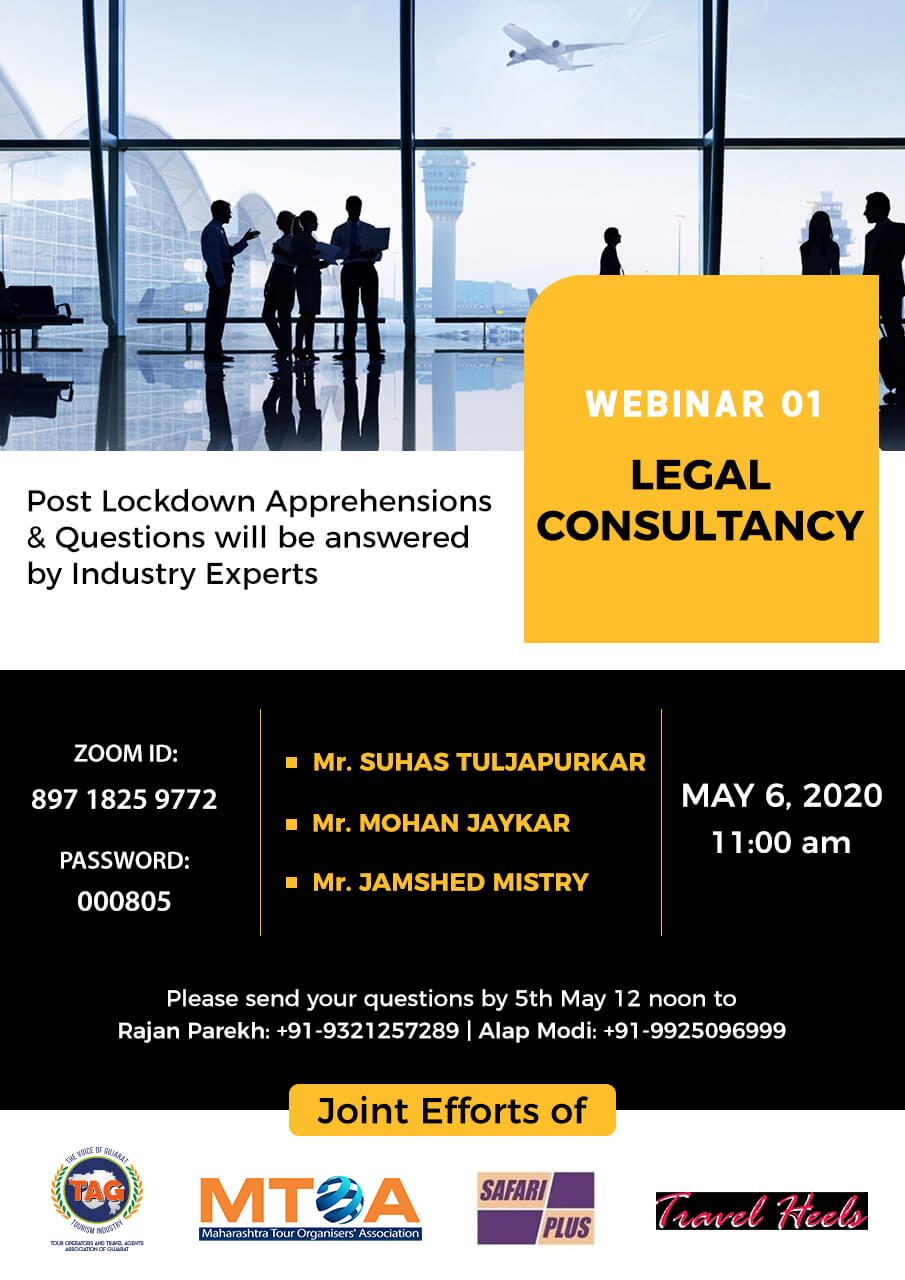 WEBINAR 01
LEGAL
CONSULTANCY
Post Lockdown Apprehensions
& Questions will be answered
by Industry Experts
ZOOM ID:
897 1825 9772
PASSWORD:
000805
Mr. SUHAS TULJAPURKAR
Mr. MOHAN JAYKAR
Mr. JAMSHED MISTRY
MAY 6, 2020
11:00 am
Please send your questions by 5th May 12 noon to
Rajan Parekh: +91-9321257289 | Alap Modi: +91-9925096999
Joint Efforts of
THE VOICE OF GUJARAT
TAG
TOURISM INDUSTRY
TOUR OPERATORS AND TRAVEL AGENTS
ASSOCIATION OF GUJARAT
MTOA
Maharashtra Tour Organisers' Association
SAFARI
PLUS
Travel Heels